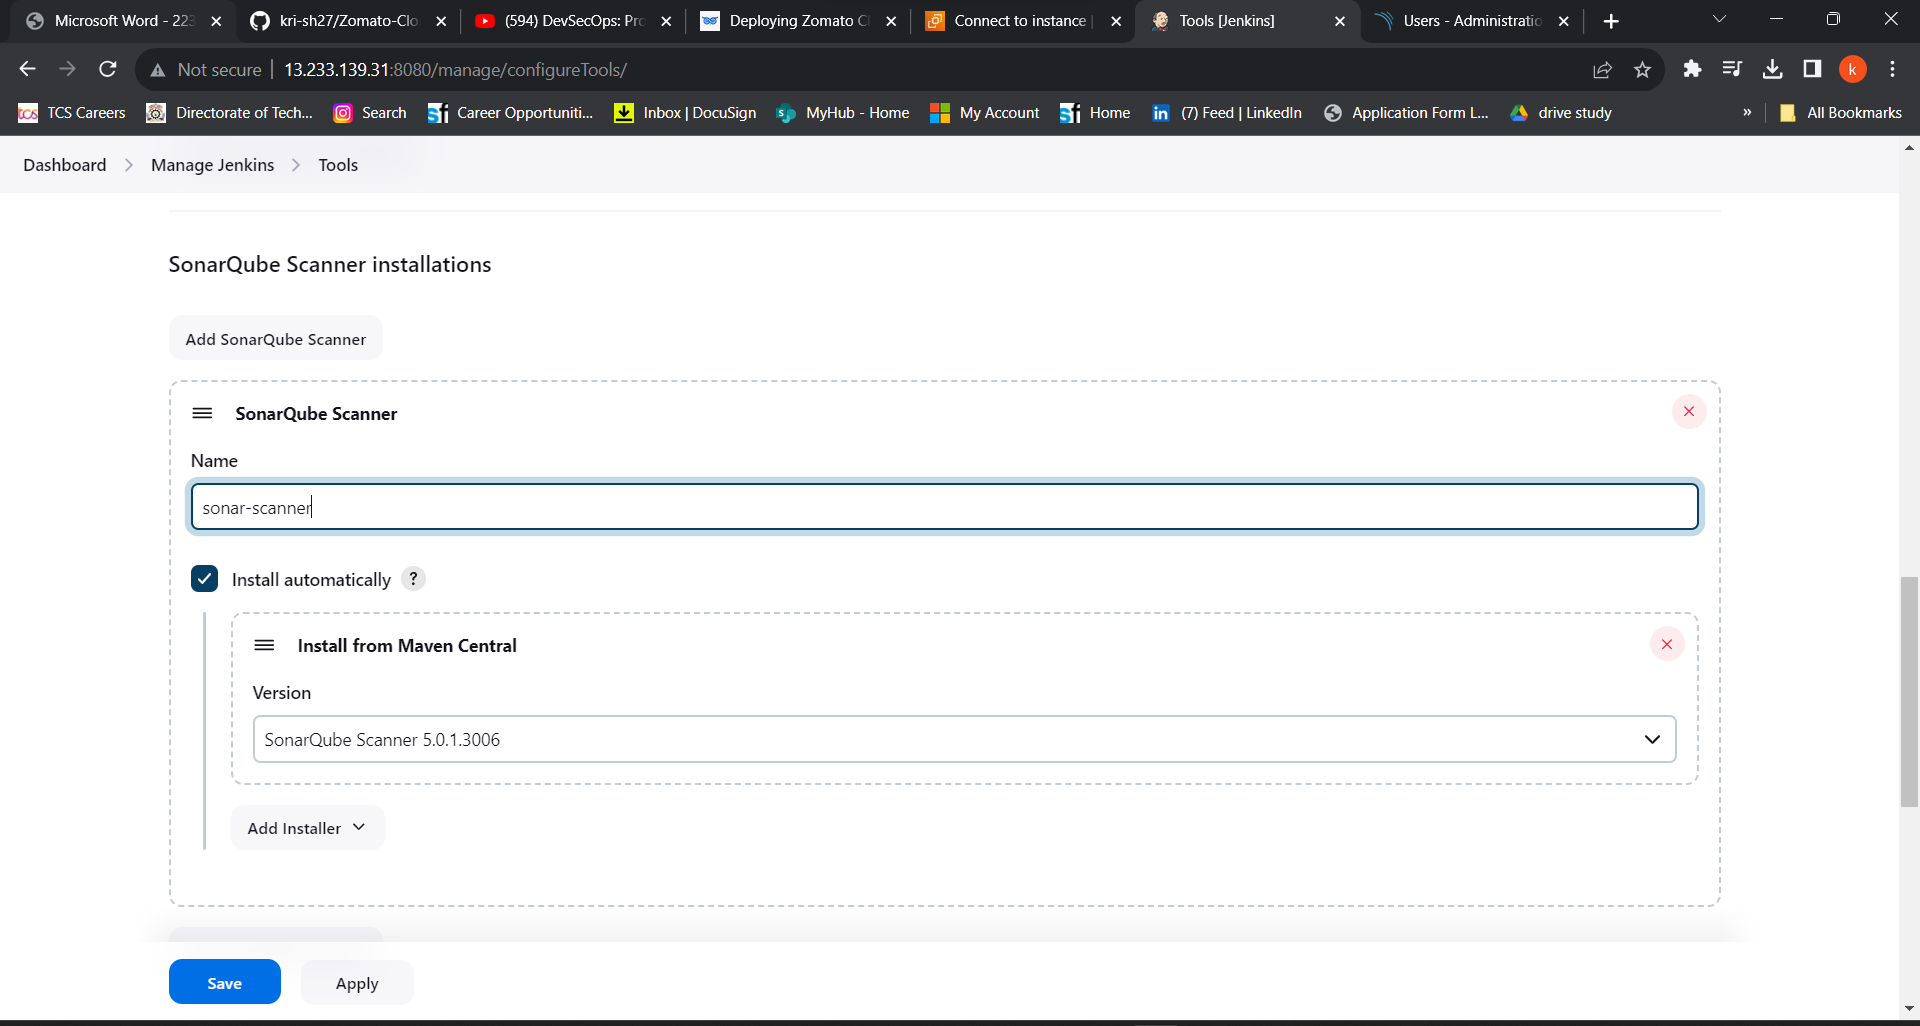 Microsoft Word - 223
kri-sh27/Zomato-Clo
(594) DevSecOps: Pro
Deploying Zomato Cl
Connect to instance |
Tools [Jenkins]
Users - Administratio
Not secure
13.233.139.31:8080/manage/configureTools/
k
tcs TCS Careers
Directorate of Tech...
Search
Career Opportuniti...
Inbox | DocuSign
MyHub - Home
My Account
Home
(7) Feed | LinkedIn
Application Form L...
drive study
»
All Bookmarks
Dashboard > Manage Jenkins > Tools
SonarQube Scanner installations
Add SonarQube Scanner
SonarQube Scanner
Name
sonar-scanner
Install automatically ?
Install from Maven Central
Version
SonarQube Scanner 5.0.1.3006
Add Installer
Save
Apply